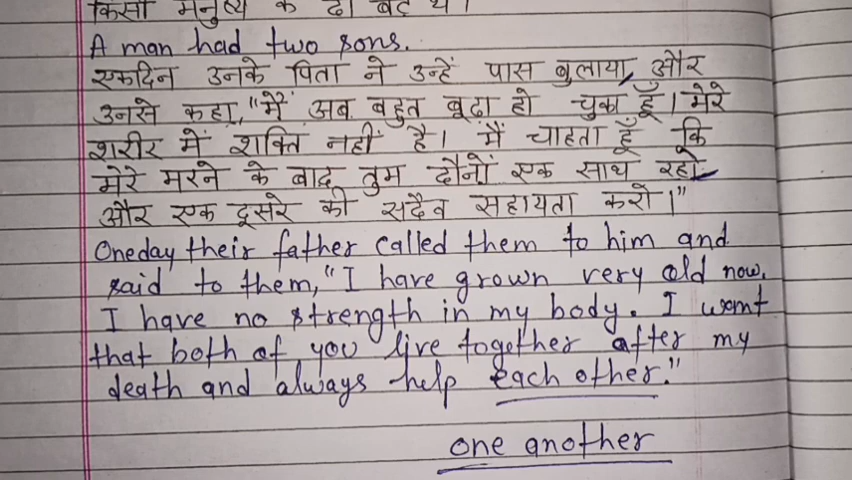 किसी मनुष्य के दो बेटे थे।
A man had two sons.
एकदिन उनके पिता ने उन्हें पास बुलाया, और
उनसे कहा, "मैं अब बहुत बूढ़ा हो चुका हूँ। मेरे
शरीर में शक्ति नहीं है। मैं चाहता हूँ कि
मेरे मरने के बाद तुम दोनों एक साथ रहो
और एक दूसरे की सदैव सहायता करो।"
Oneday their father called them to him and
said to them, "I have grown very old now.
I have no strength in my body. I want
that both of you live together after my
death and always help each other."
one another